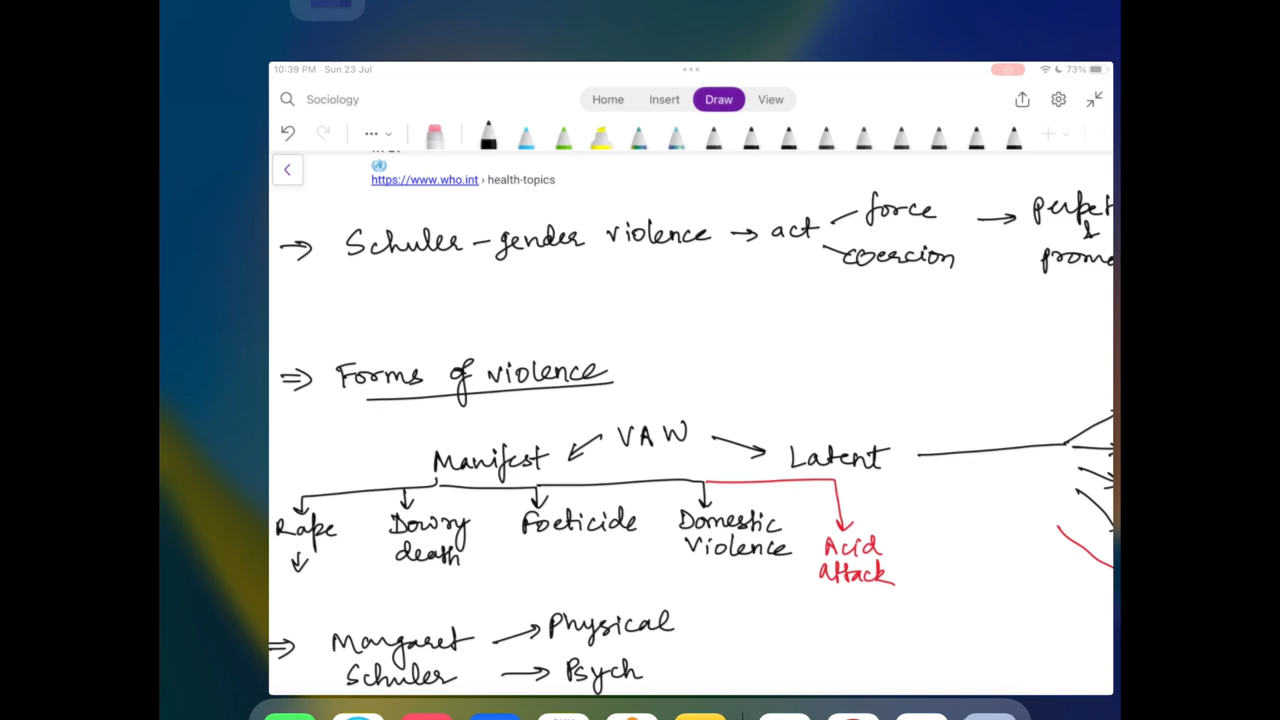 10:39 PM Sun 23 Jul
73%
Sociology
Home Insert Draw View
https://www.who.int › health-topics
→ Schuler - gender violence → act force → perpet
coercion & prom
⇒ Forms of violence
VAW
Manifest Latent
Rape Dowry death Foeticide Domestic Violence Acid attack
⇒ Margaret Schuler → Physical
→ Psych